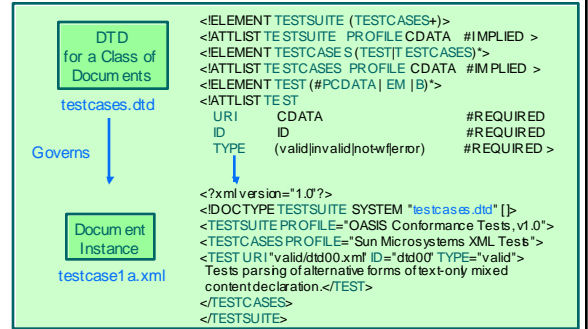 DTD
for a Class of
Documents
testcases.dtd
Governs
Document
Instance
testcase1a.xml
<!ELEMENT TESTSUITE (TESTCASES+)>
<!ATTLIST TESTSUITE PROFILE CDATA #IMPLIED >
<!ELEMENT TESTCASES (TEST|TESTCASES)*>
<!ATTLIST TESTCASES PROFILE CDATA #IMPLIED >
<!ELEMENT TEST (#PCDATA | EM | B)*>
<!ATTLIST TEST
URI CDATA #REQUIRED
ID ID #REQUIRED
TYPE (valid|invalid|not-wf|error) #REQUIRED >
<?xml version="1.0"?>
<!DOCTYPE TESTSUITE SYSTEM "testcases.dtd" []>
<TESTSUITE PROFILE="OASIS Conformance Tests, v1.0">
<TESTCASES PROFILE="Sun Microsystems XML Tests">
<TEST URI"valid/dtd00.xml" ID="dtd00" TYPE="valid">
Tests parsing of alternative forms of text-only mixed
content declaration.</TEST>
</TESTCASES>
</TESTSUITE>